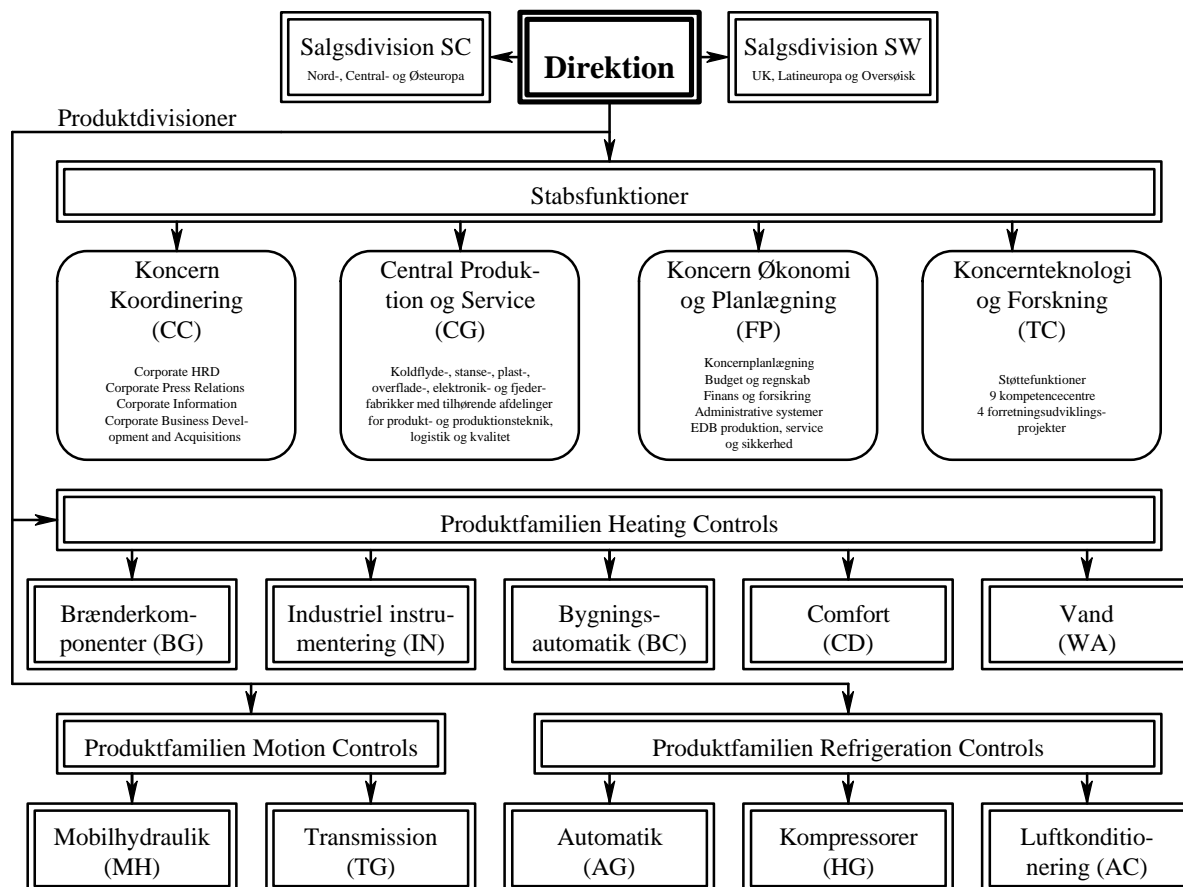 Salgsdivision SC
Nord-, Central- og Østeuropa
Direktion
Salgsdivision SW
UK, Latineuropa og Oversøisk
Produktdivisioner
Stabsfunktioner
Koncern
Koordinering
(CC)
Corporate HRD
Corporate Press Relations
Corporate Information
Corporate Business Devel-
opment and Acquisitions
Central Produk-
tion og Service
(CG)
Koldflyde-, stanse-, plast-,
overflade-, elektronik- og fjeder-
fabrikker med tilhørende afdelinger
for produkt- og produktionsteknik,
logistik og kvalitet
Koncern Økonomi
og Planlægning
(FP)
Koncernplanlægning
Budget og regnskab
Finans og forsikring
Administrative systemer
EDB produktion, service
og sikkerhed
Koncernteknologi
og Forskning
(TC)
Støttefunktioner
9 kompetencecentre
4 forretningsudviklings-
projekter
Produktfamilien Heating Controls
Brænderkom-
ponenter (BG)
Industriel instru-
mentering (IN)
Bygnings-
automatik (BC)
Comfort
(CD)
Vand
(WA)
Produktfamilien Motion Controls
Produktfamilien Refrigeration Controls
Mobilhydraulik
(MH)
Transmission
(TG)
Automatik
(AG)
Kompressorer
(HG)
Luftkonditio-
nering (AC)